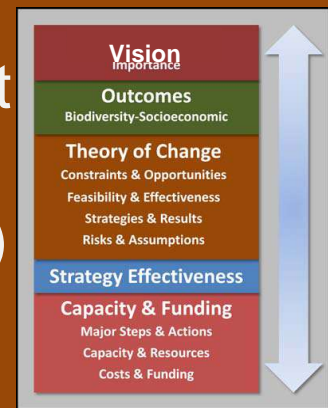 t
)
Vision
Importance
Outcomes
Biodiversity-Socioeconomic
Theory of Change
Constraints & Opportunities
Feasibility & Effectiveness
Strategies & Results
Risks & Assumptions
Strategy Effectiveness
Capacity & Funding
Major Steps & Actions
Capacity & Resources
Costs & Funding